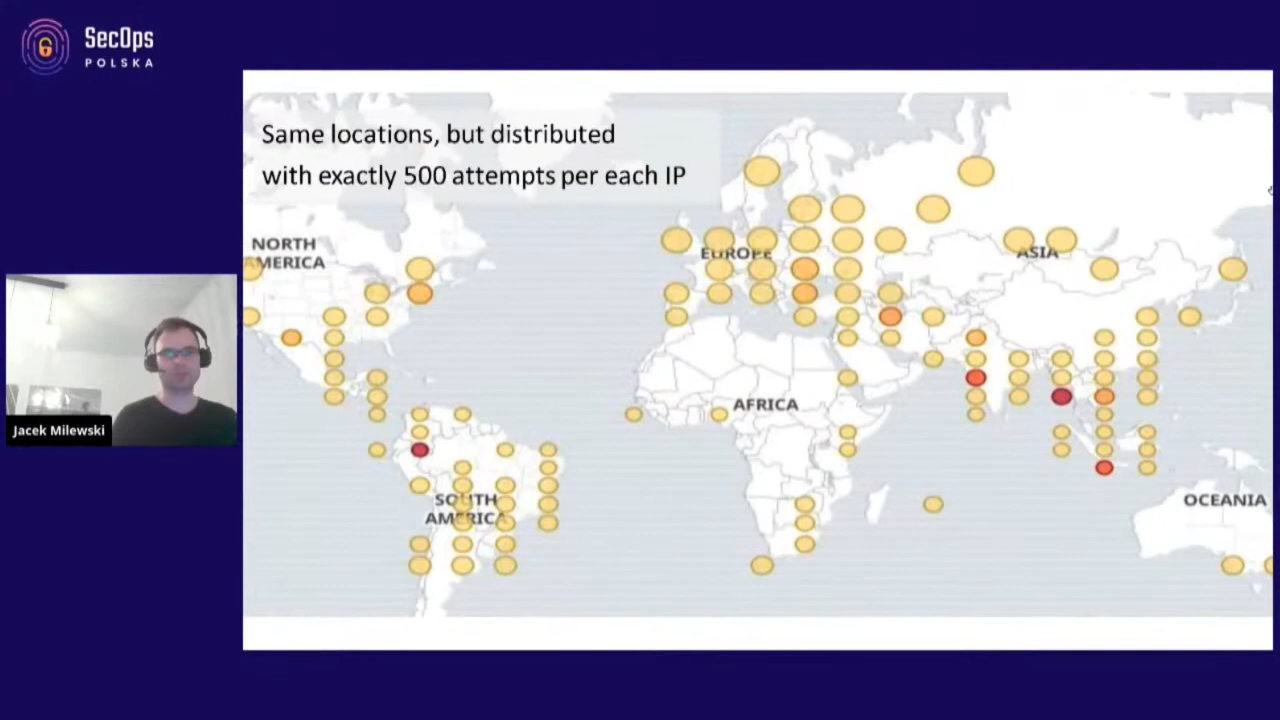 SecOps
POLSKA
Same locations, but distributed
with exactly 500 attempts per each IP
NORTH
AMERICA
EUROPE
ASIA
AFRICA
SOUTH
AMERICA
OCEANIA
Jacek Milewski